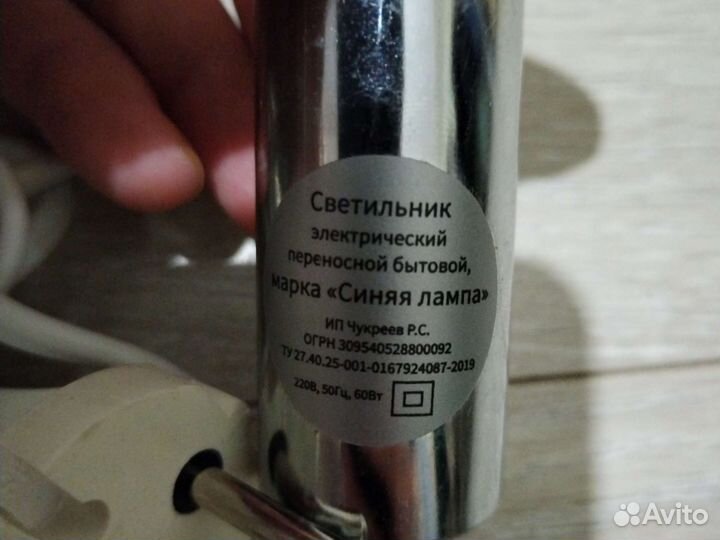 Светильник
электрический
переносной бытовой,
марка «Синяя лампа»
ИП Чукреев Р.С.
ОГРН 309540528800092
ТУ 27.40.25-001-0167924087-2019
220В, 50Гц, 60Вт
Avito